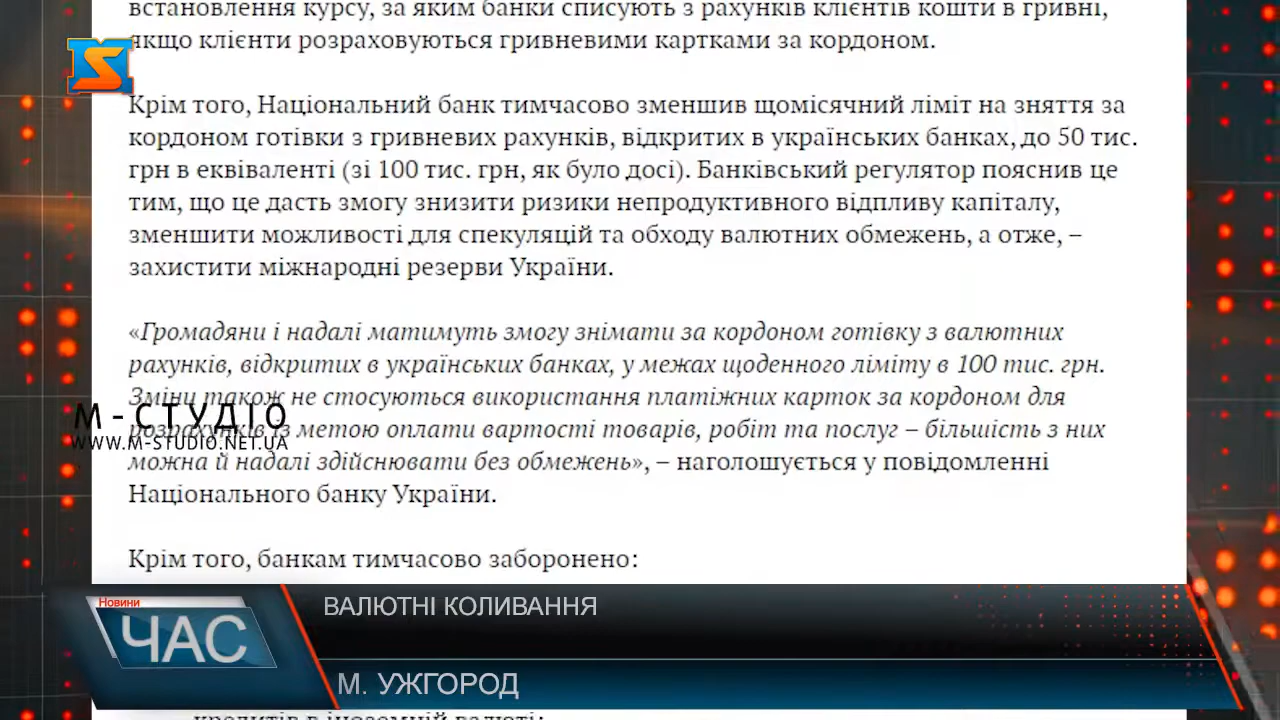 встановлення курсу, за яким банки списують з рахунків клієнтів кошти в гривні,
якщо клієнти розраховуються гривневими картками за кордоном.
Крім того, Національний банк тимчасово зменшив щомісячний ліміт на зняття за
кордоном готівки з гривневих рахунків, відкритих в українських банках, до 50 тис.
грн в еквіваленті (зі 100 тис. грн, як було досі). Банківський регулятор пояснив це
тим, що це дасть змогу знизити ризики непродуктивного відпливу капіталу,
зменшити можливості для спекуляцій та обходу валютних обмежень, а отже, –
захистити міжнародні резерви України.
«Громадяни і надалі матимуть змогу знімати за кордоном готівку з валютних
рахунків, відкритих в українських банках, у межах щоденного ліміту в 100 тис. грн.
Зміни також не стосуються використання платіжних карток за кордоном для
розрахунків із метою оплати вартості товарів, робіт та послуг – більшість з них
можна й надалі здійснювати без обмежень», – наголошується у повідомленні
Національного банку України.
М-СТУДІО
WWW.M-STUDIO.NET.UA
Крім того, банкам тимчасово заборонено:
Новини
ЧАС
ВАЛЮТНІ КОЛИВАННЯ
М. УЖГОРОД
кредитів в іноземній валюті;